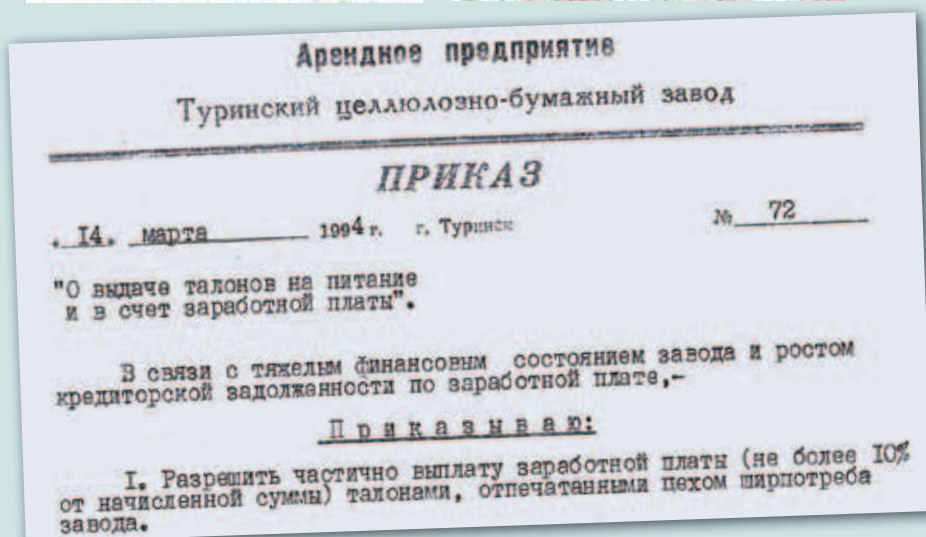 Арендное предприятие
Туринский целлюлозно-бумажный завод
ПРИКАЗ
"14" марта 1994 г. г. Туринск № 72
"О выдаче талонов на питание
и в счет заработной платы".
В связи с тяжелым финансовым состоянием завода и ростом
кредиторской задолженности по заработной плате,-
Приказываю:
I. Разрешить частично выплату заработной платы (не более I0%
от начисленной суммы) талонами, отпечатанными цехом ширпотреба
завода.